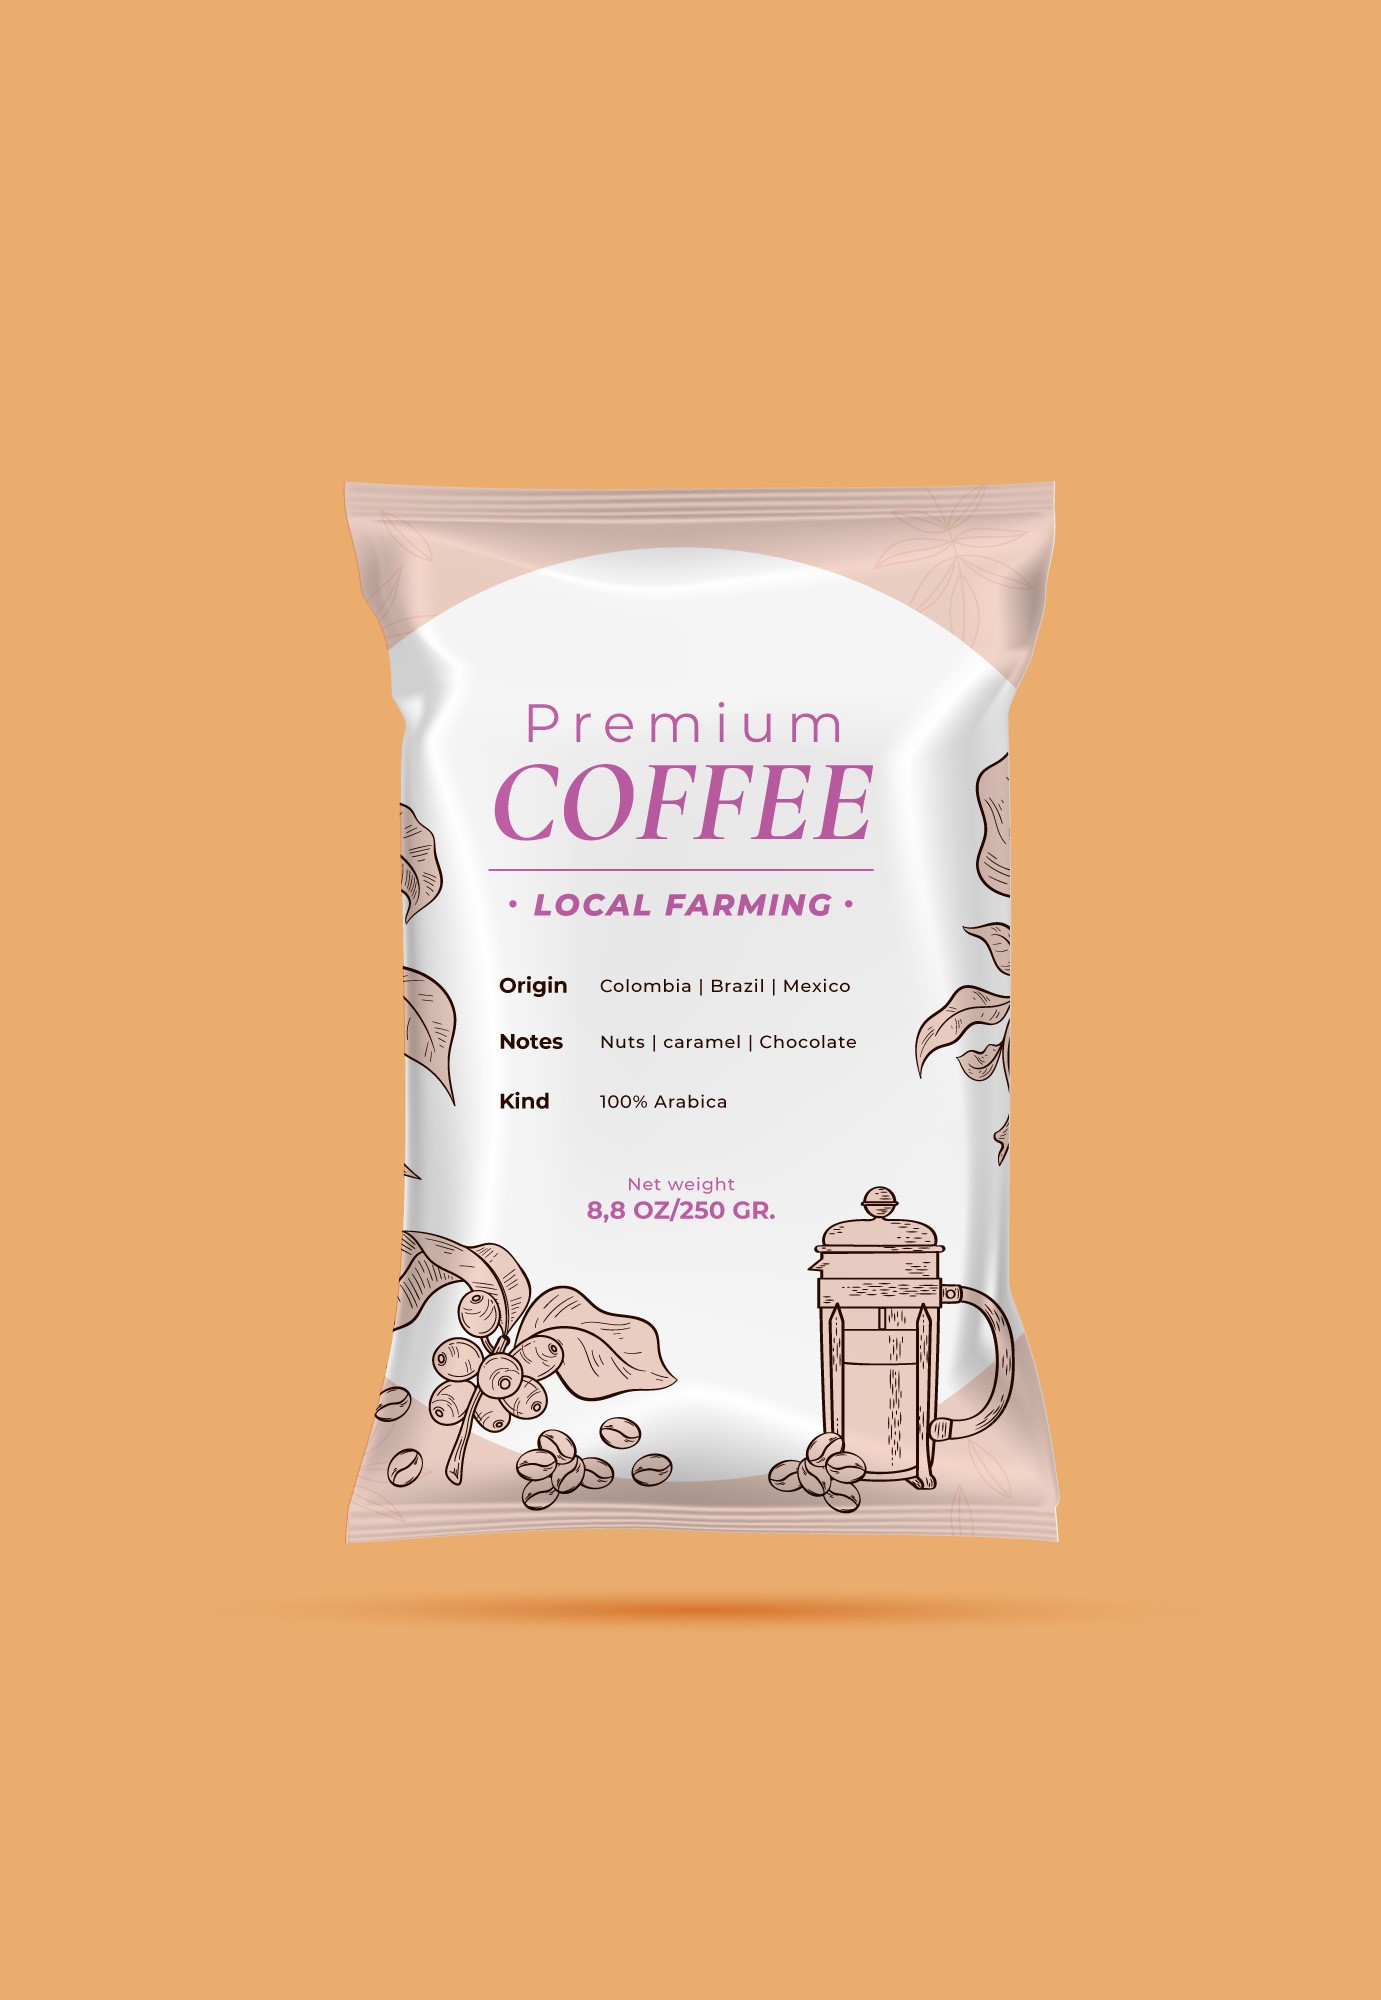 Premium
COFFEE
• LOCAL FARMING •
Origin Colombia | Brazil | Mexico
Notes Nuts | caramel | Chocolate
Kind 100% Arabica
Net weight
8,8 OZ/250 GR.